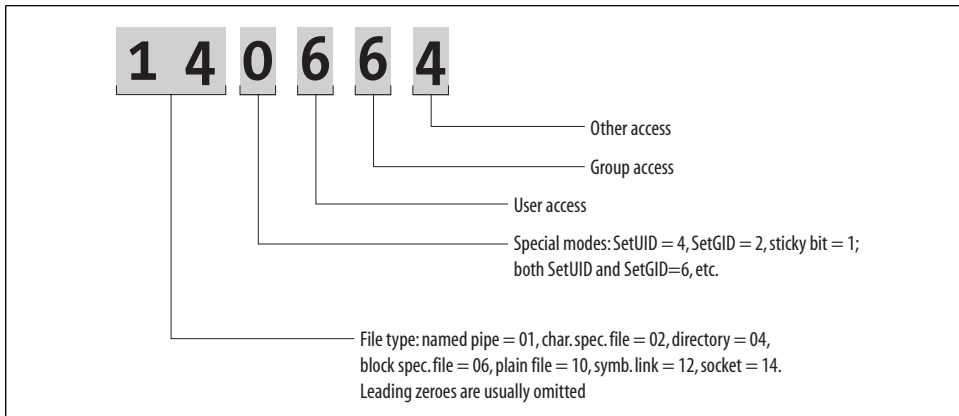 1 4 0 6 6 4
Other access
Group access
User access
Special modes: SetUID = 4, SetGID = 2, sticky bit = 1;
both SetUID and SetGID=6, etc.
File type: named pipe = 01, char. spec. file = 02, directory = 04,
block spec. file = 06, plain file = 10, symb. link = 12, socket = 14.
Leading zeroes are usually omitted